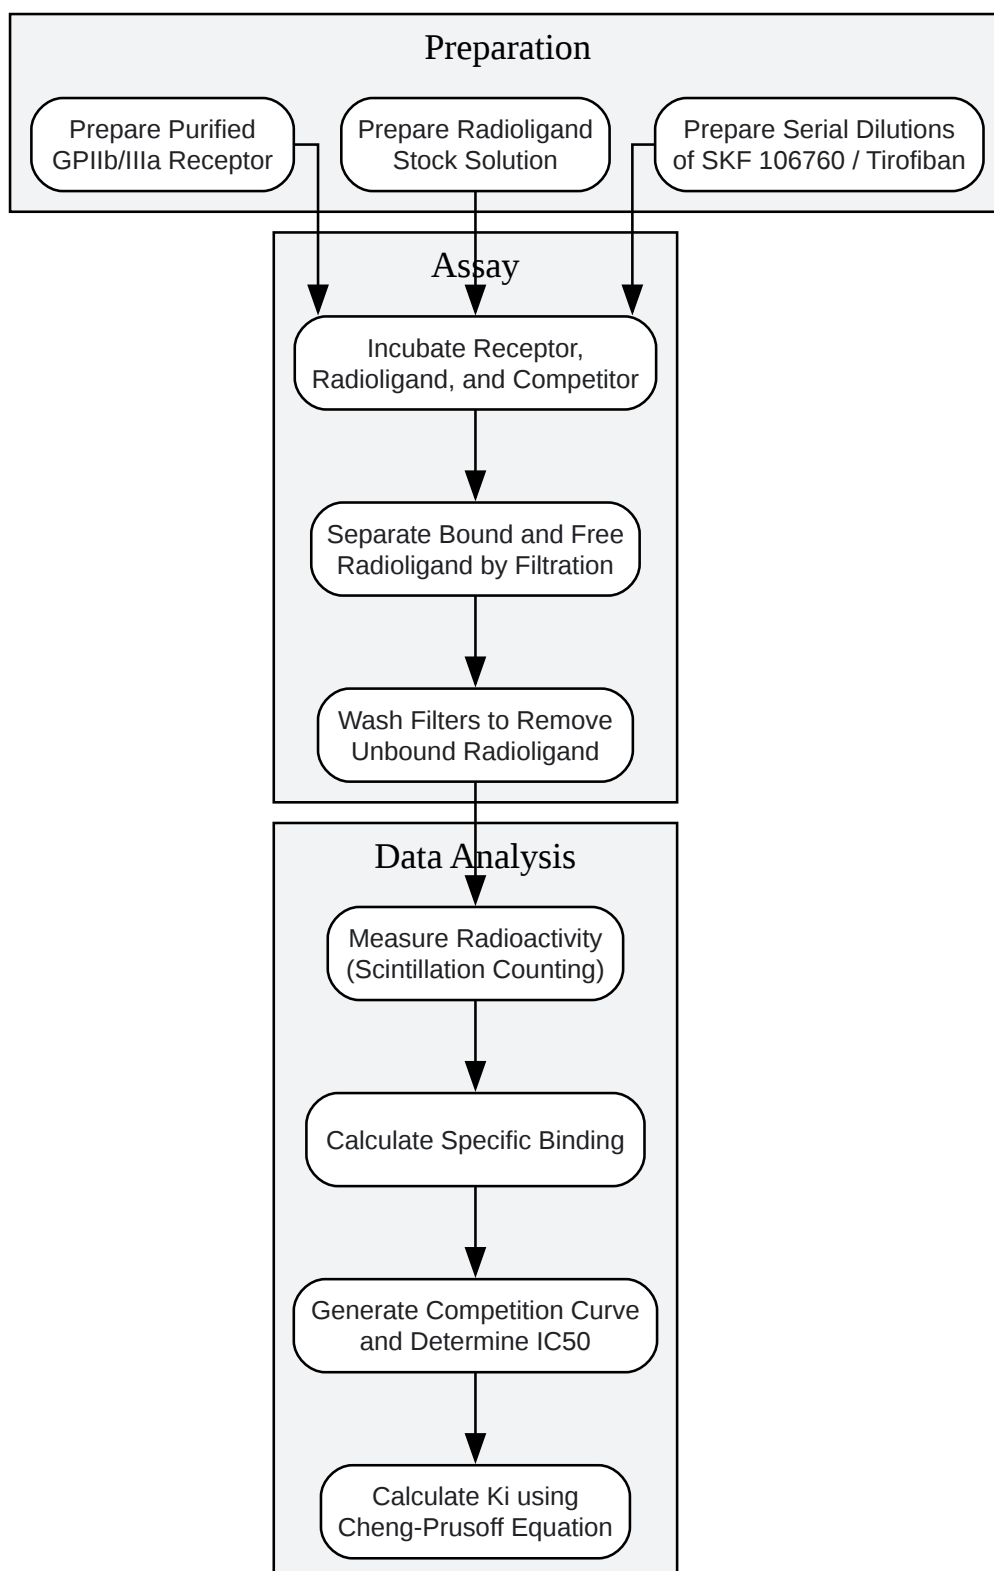 Preparation
Prepare Purified
GPIIb/IIIa Receptor
Prepare Radioligand
Stock Solution
Prepare Serial Dilutions
of SKF 106760 / Tirofiban
Assay
Incubate Receptor,
Radioligand, and Competitor
Separate Bound and Free
Radioligand by Filtration
Wash Filters to Remove
Unbound Radioligand
Data Analysis
Measure Radioactivity
(Scintillation Counting)
Calculate Specific Binding
Generate Competition Curve
and Determine IC50
Calculate Ki using
Cheng-Prusoff Equation